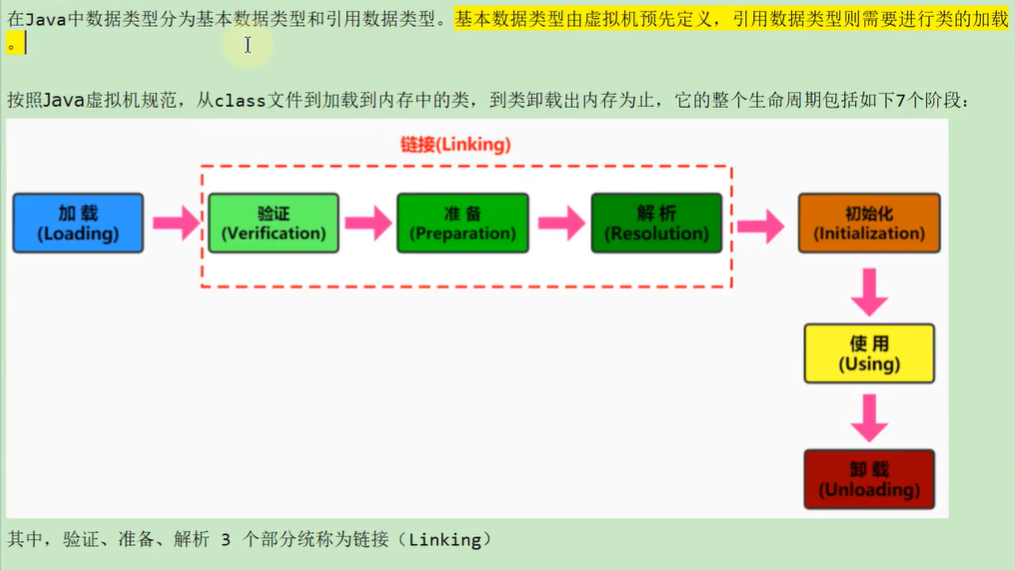 在Java中数据类型分为基本数据类型和引用数据类型。基本数据类型由虚拟机预先定义，引用数据类型则需要进行类的加载
。
按照Java虚拟机规范，从class文件到加载到内存中的类，到类卸载出内存为止，它的整个生命周期包括如下7个阶段：
链接(Linking)
加载
(Loading)
验证
(Verification)
准备
(Preparation)
解析
(Resolution)
初始化
(Initialization)
使用
(Using)
卸载
(Unloading)
其中，验证、准备、解析 3 个部分统称为链接（Linking）